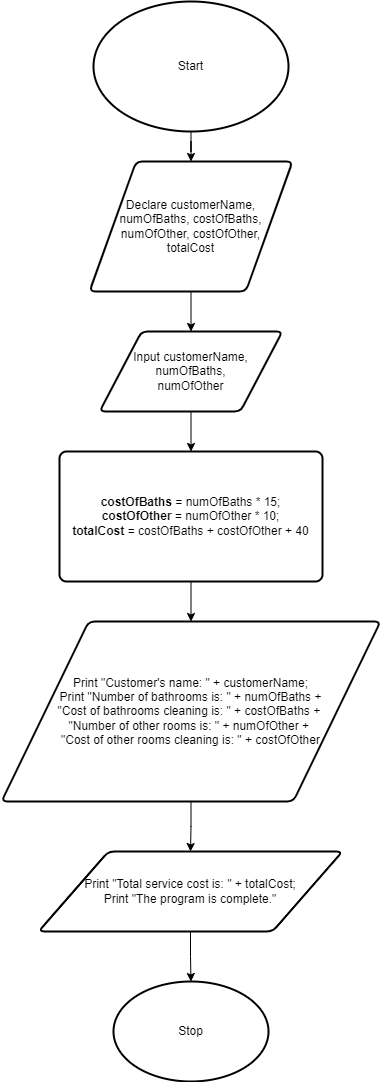 Start
Declare customerName,
numOfBaths, costOfBaths,
numOfOther, costOfOther,
totalCost
Input customerName,
numOfBaths,
numOfOther
costOfBaths = numOfBaths * 15;
costOfOther = numOfOther * 10;
totalCost = costOfBaths + costOfOther + 40
Print "Customer's name: " + customerName;
Print "Number of bathrooms is: " + numOfBaths +
"Cost of bathrooms cleaning is: " + costOfBaths +
"Number of other rooms is: " + numOfOther +
"Cost of other rooms cleaning is: " + costOfOther
Print "Total service cost is: " + totalCost;
Print "The program is complete."
Stop